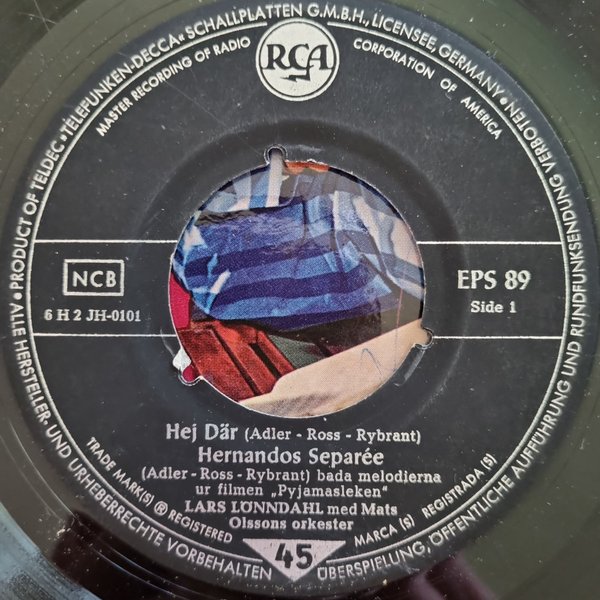 ALLE HERSTELLER- UND URHEBERRECHTE VORBEHALTEN • PRODUCT OF TELDEC • »TELEFUNKEN-DECCA« SCHALLPLATTEN G.M.B.H., LICENSEE, GERMANY • ÜBERSPIELUNG, ÖFFENTLICHE AUFFÜHRUNG UND RUNDFUNKSENDUNG VERBOTEN
MASTER RECORDING OF RADIO CORPORATION OF AMERICA
RCA
NCB
6 H 2 JH-0101
EPS 89
Side 1
Hej Där (Adler - Ross - Rybrant)
Hernandos Separée
(Adler - Ross - Rybrant) bada melodierna
ur filmen „Pyjamasleken"
LARS LÖNNDAHL med Mats
Olssons orkester
TRADE MARK(S) ® REGISTERED
MARCA (S) REGISTRADA (S)
45